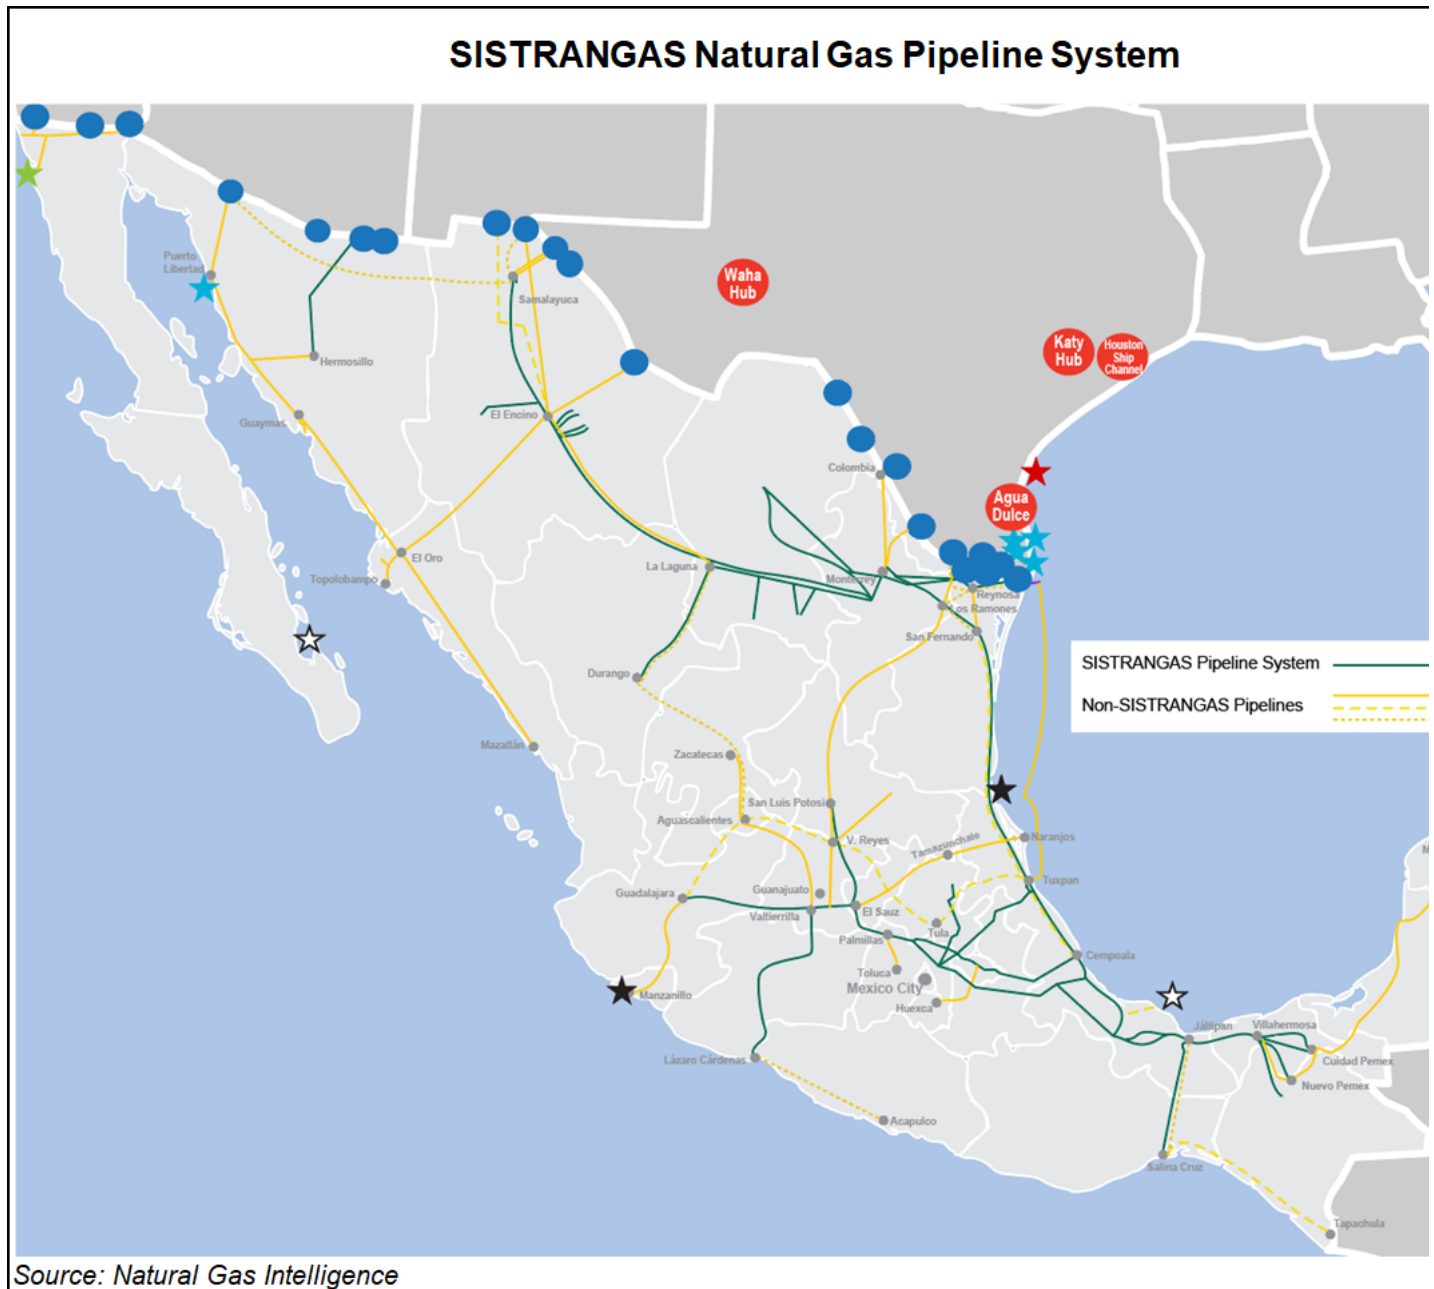 SISTRANGAS Natural Gas Pipeline System
Puerto
Libertad
Samalayuca
Waha
Hub
Katy
Hub
Houston
Ship
Channel
Hermosillo
Guaymas
El Encino
Colombia
Agua
Dulce
El Oro
Topolobampo
La Laguna
Monterrey
Reynosa
Los Ramones
San Fernando
Durango
SISTRANGAS Pipeline System
Non-SISTRANGAS Pipelines
Mazatlán
Zacatecas
San Luis Potosi
Aguascalientes
V. Reyes
Tamazunchale
Naranjos
M
Tuxpan
Guadalajara
Guanajuato
Valtierrilla
El Sauz
Tula
Palmillas
Cempoala
Toluca
Mexico City
Huexca
Manzanillo
Jáltipan
Villahermosa
Cuidad Pemex
Nuevo Pemex
Lázaro Cárdenas
Acapulco
Salina Cruz
Tapachula
Source: Natural Gas Intelligence